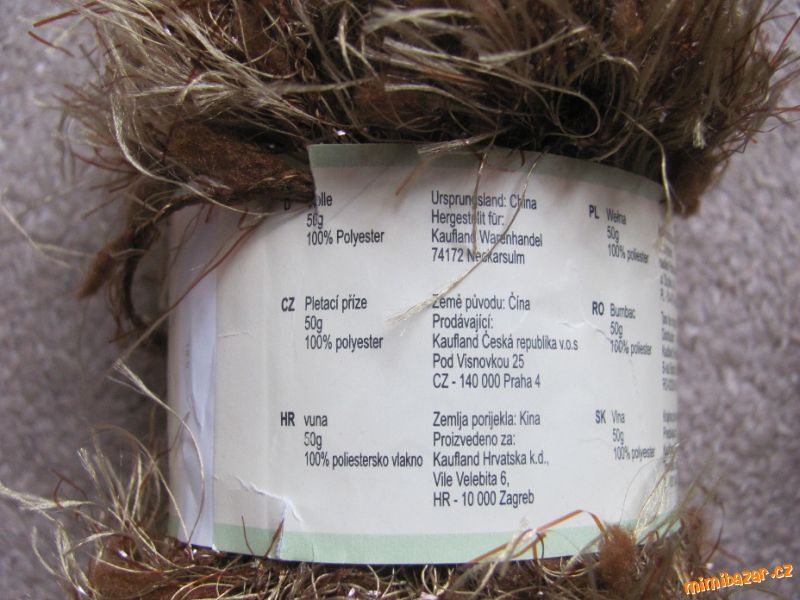 D
50g
100% Polyester
Ursprungsland: China
Hergestellt für:
Kaufland Warenhandel
74172 Neckarsulm
PL Wełna
50g
100% poliester
CZ Pletací příze
50g
100% polyester
Země původu: Čína
Prodávající:
Kaufland Česká republika v.o.s
Pod Visnovkou 25
CZ - 140 000 Praha 4
RO Bumbac
50g
100% poliester
HR vuna
50g
100% poliestersko vlakno
Zemlja porijekla: Kina
Proizvedeno za:
Kaufland Hrvatska k.d.,
Vile Velebita 6,
HR - 10 000 Zagreb
SK Vlna
50g
100% polyester
mimibazar.cz